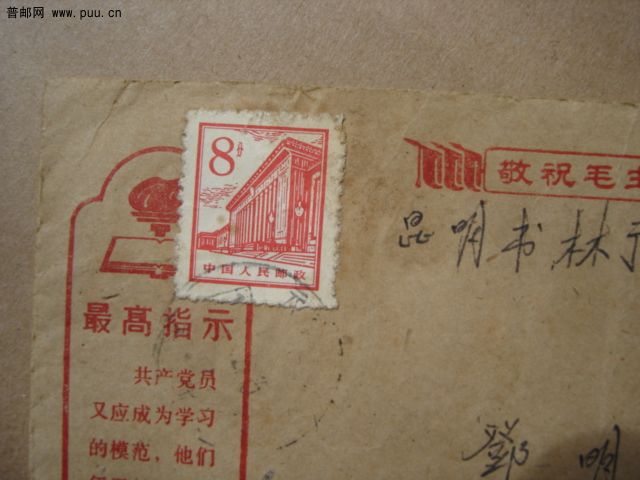 普邮网 www.puu.cn
8分
中国人民邮政
敬祝毛主
昆明书林
最高指示
共产党员
又应成为学习
的模范，他们
鄧明